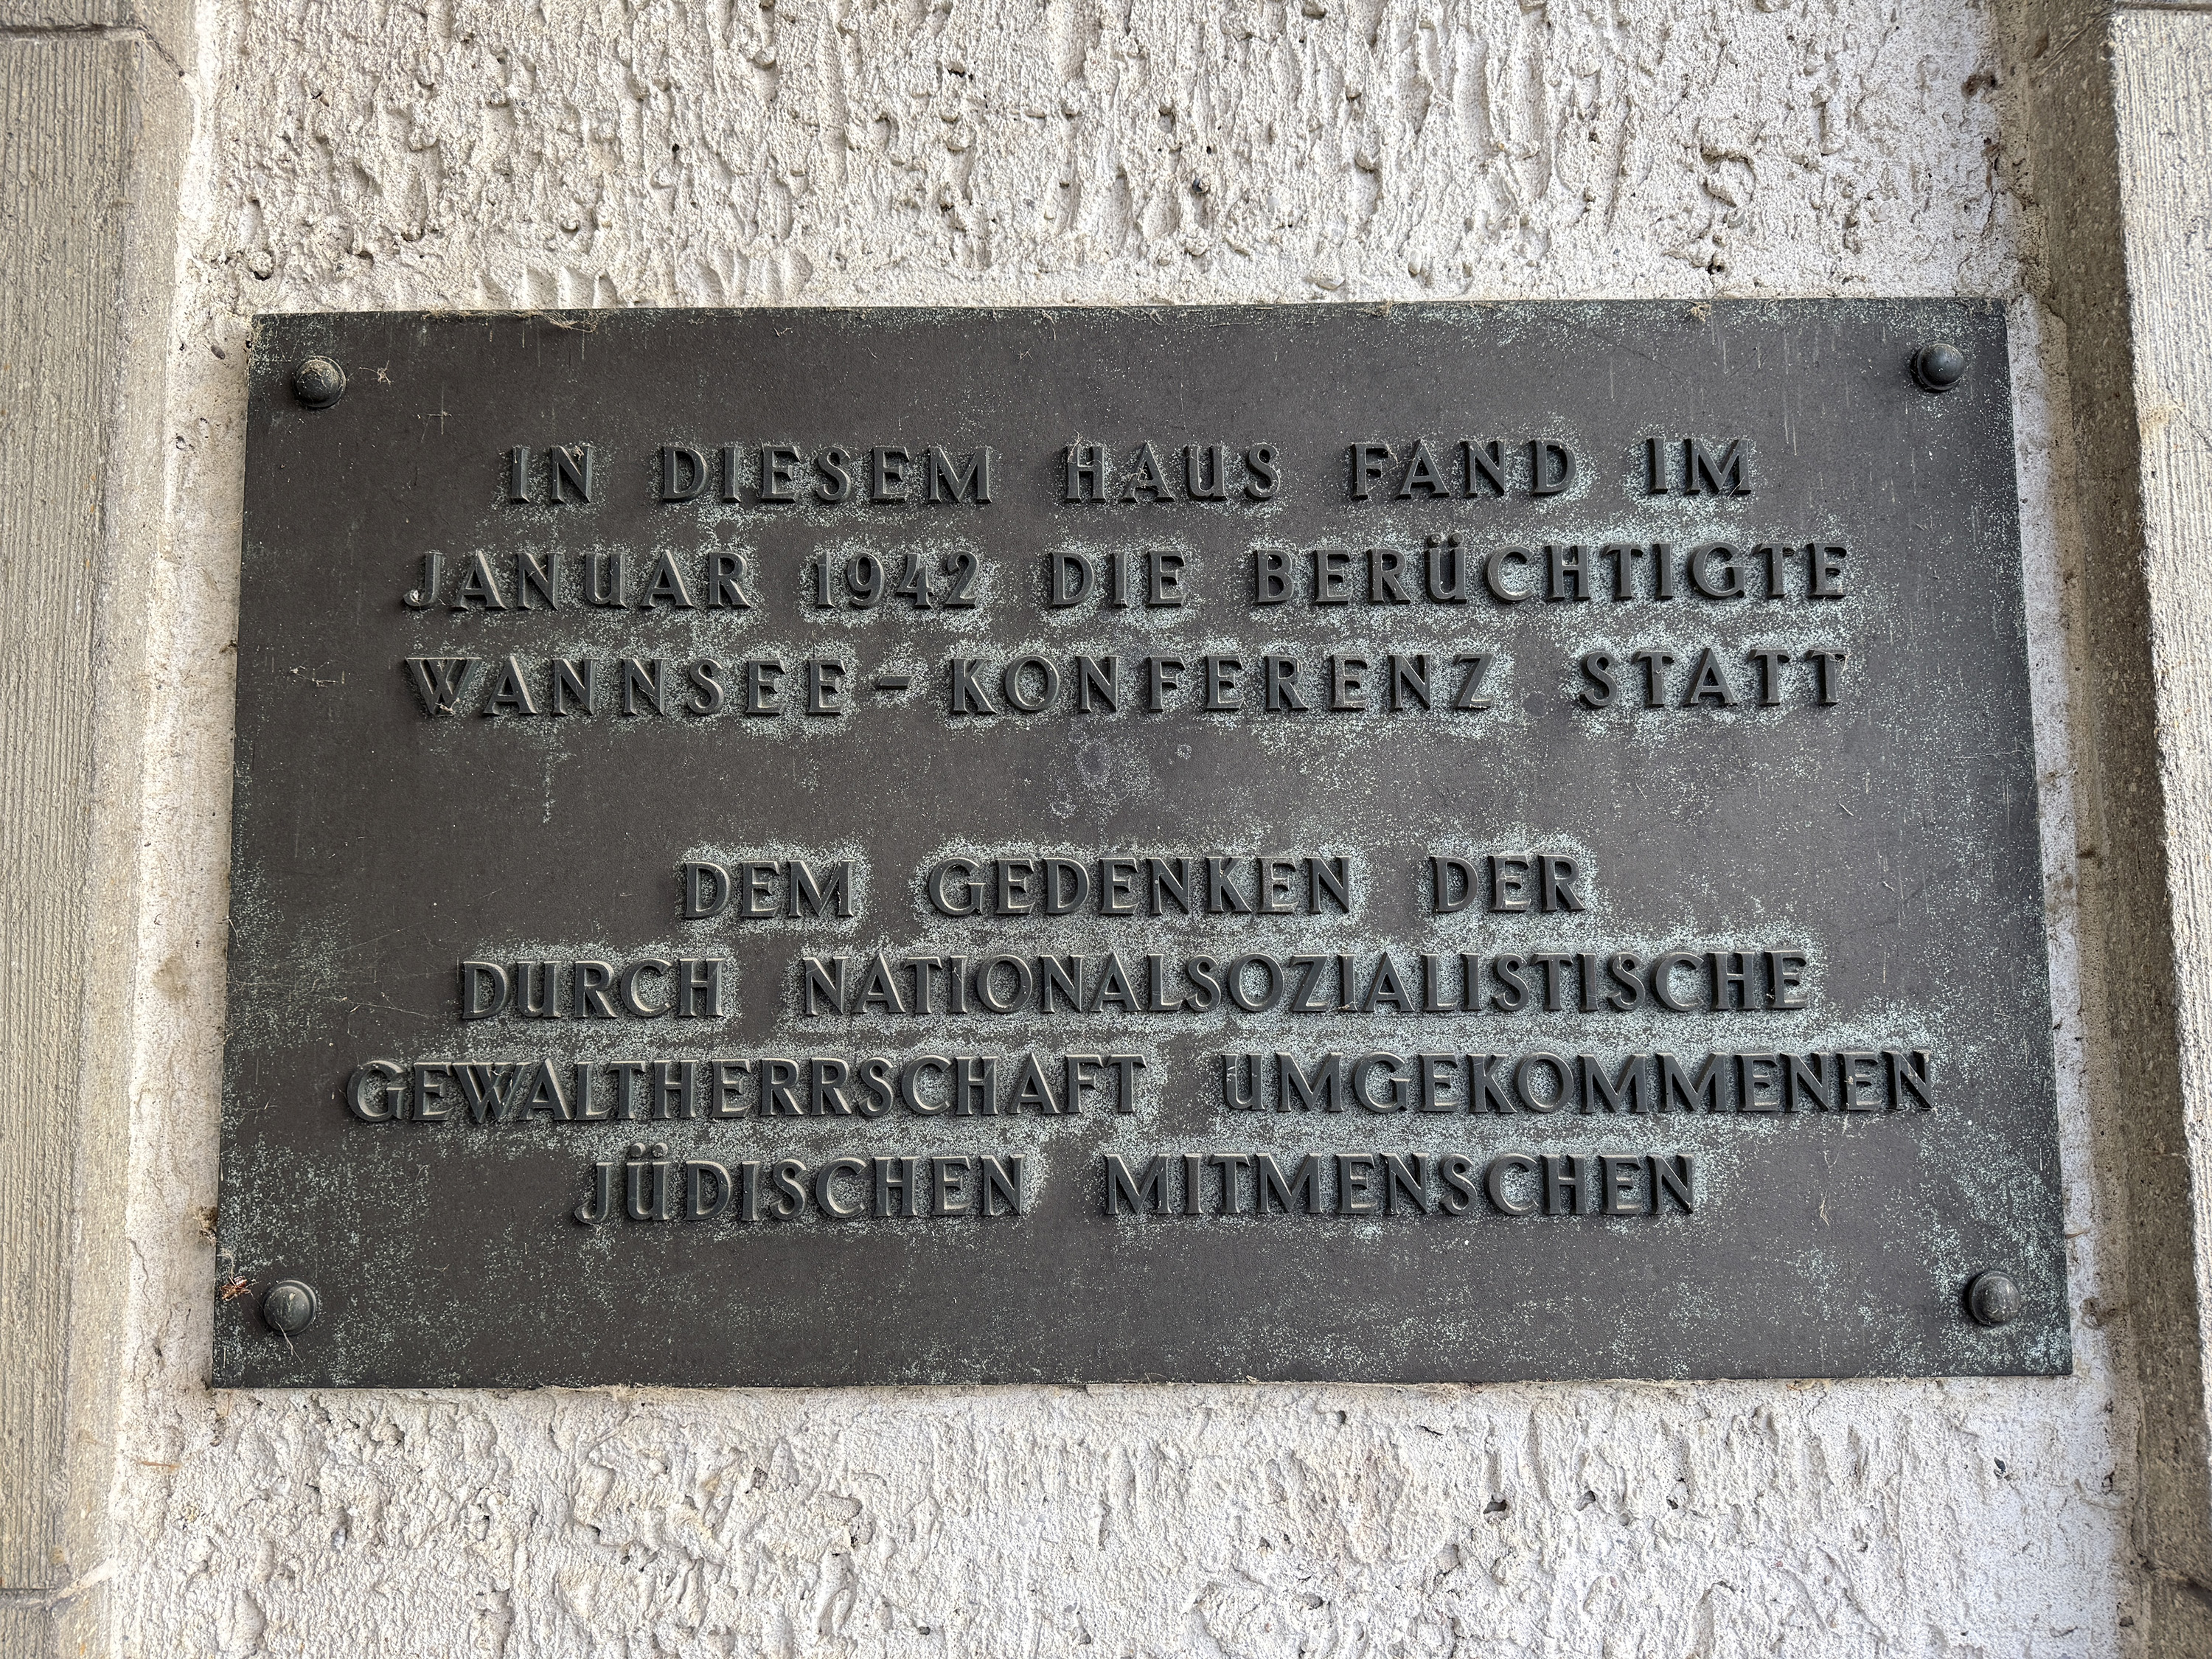 IN DIESEM HAUS FAND IM
JANUAR 1942 DIE BERÜCHTIGTE
WANNSEE-KONFERENZ STATT
DEM GEDENKEN DER
DURCH NATIONALSOZIALISTISCHE
GEWALTHERRSCHAFT UMGEKOMMENEN
JÜDISCHEN MITMENSCHEN